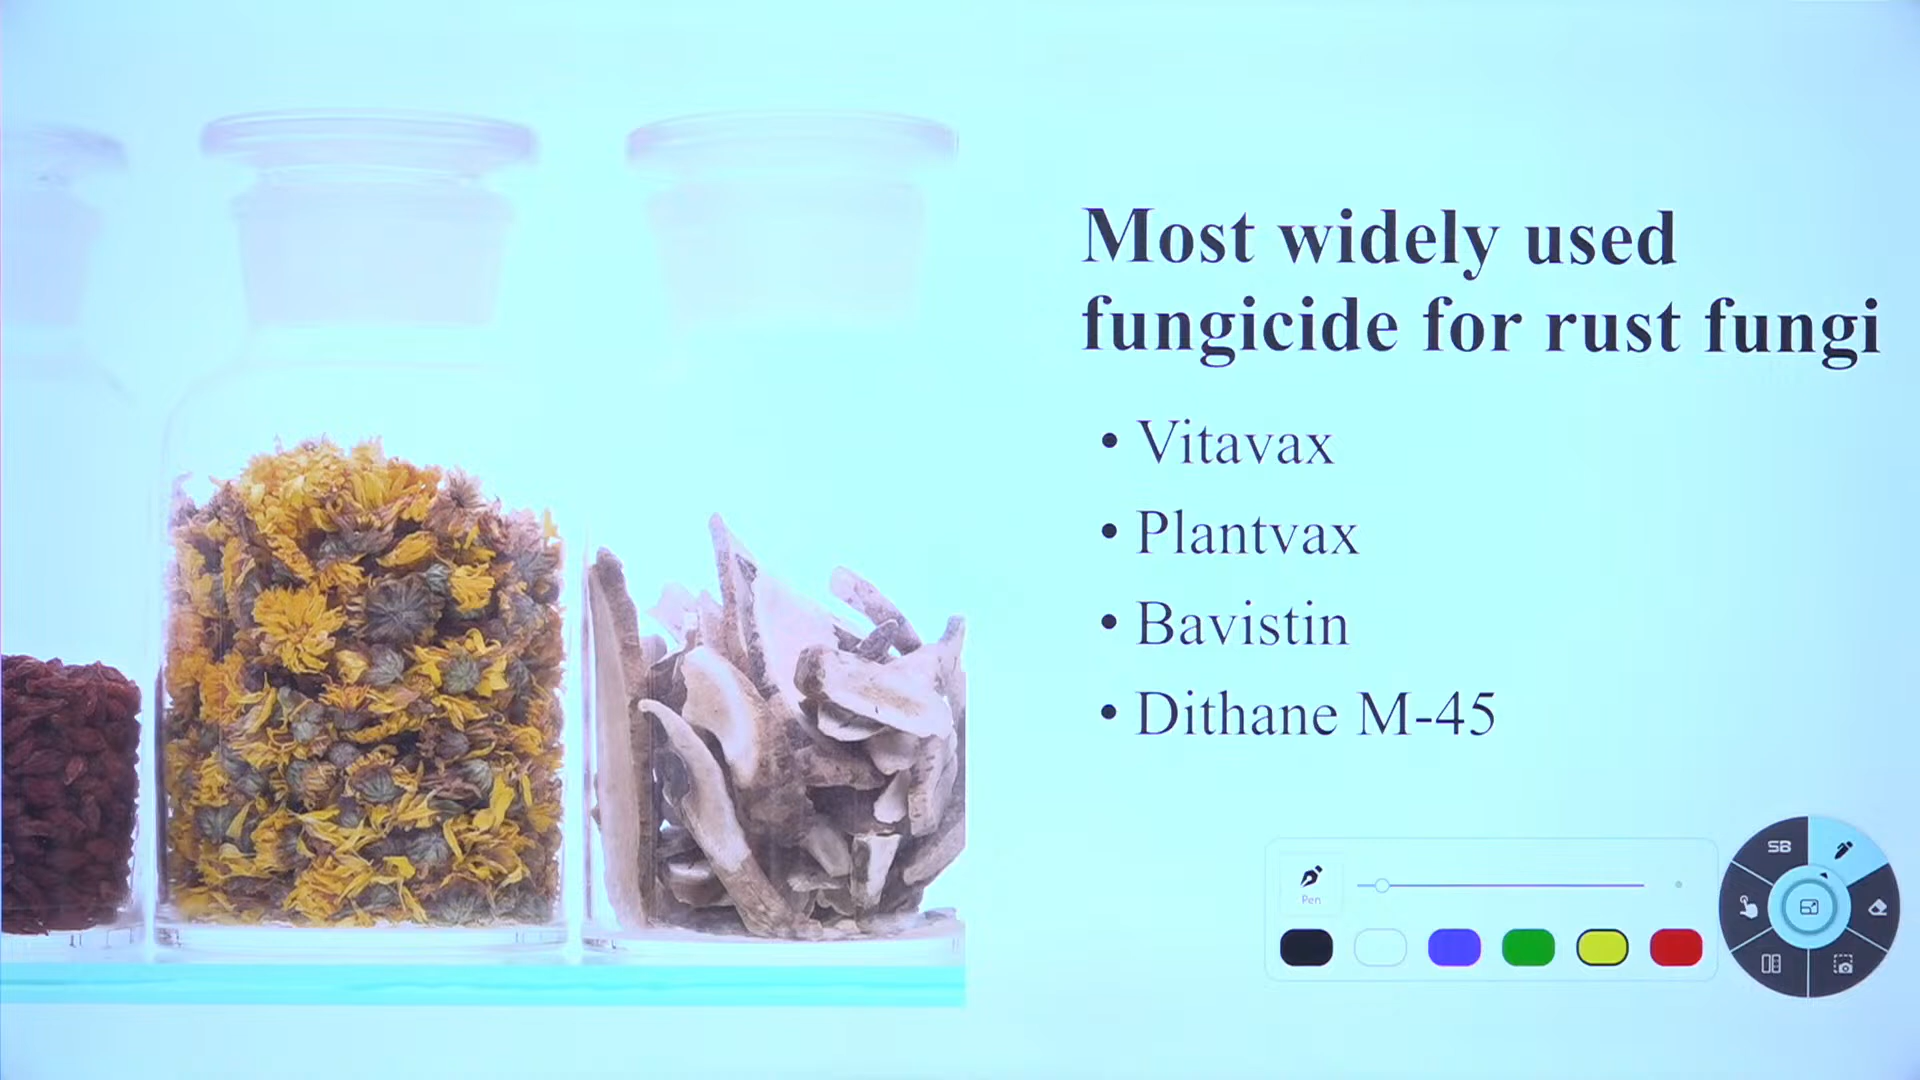 Most widely used
fungicide for rust fungi
• Vitavax
• Plantvax
• Bavistin
• Dithane M-45
SB
Pen